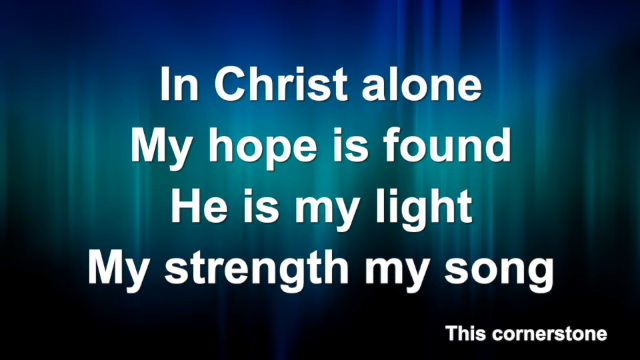 In Christ alone
My hope is found
He is my light
My strength my song
This cornerstone